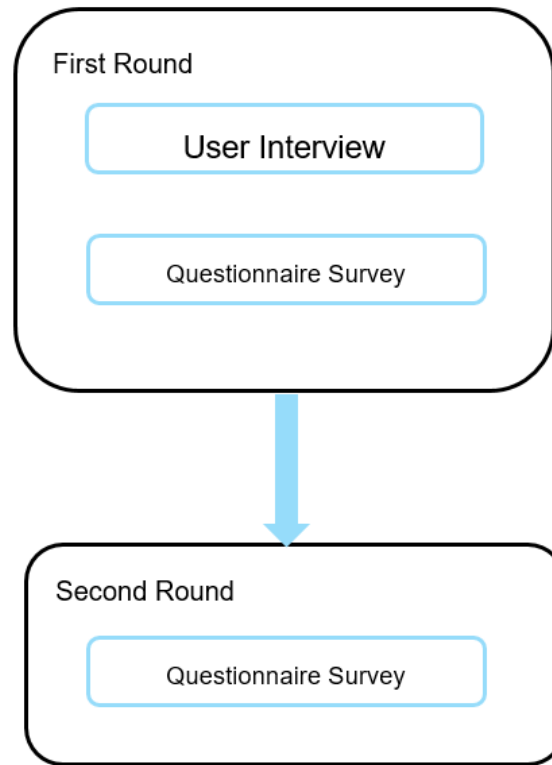 First Round
User Interview
Questionnaire Survey
Second Round
Questionnaire Survey